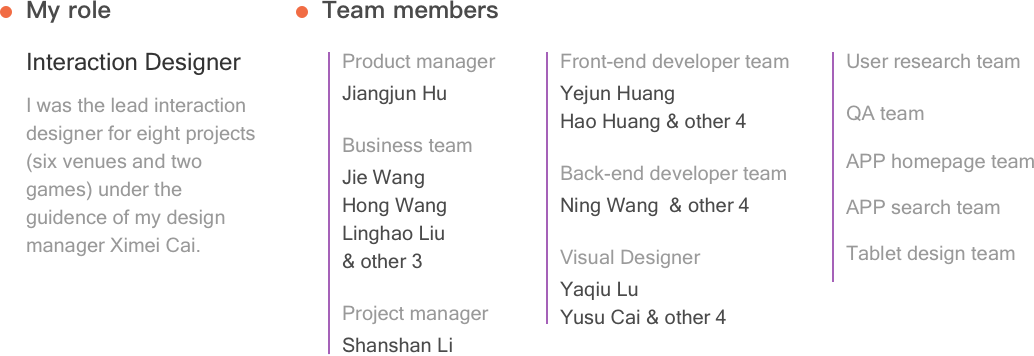 My role
Interaction Designer
I was the lead interaction
designer for eight projects
(six venues and two
games) under the
guidence of my design
manager Ximei Cai.
Team members
Product manager
Jiangjun Hu
Business team
Jie Wang
Hong Wang
Linghao Liu
& other 3
Project manager
Shanshan Li
Front-end developer team
Yejun Huang
Hao Huang & other 4
Back-end developer team
Ning Wang  & other 4
Visual Designer
Yaqiu Lu
Yusu Cai & other 4
User research team
QA team
APP homepage team
APP search team
Tablet design team